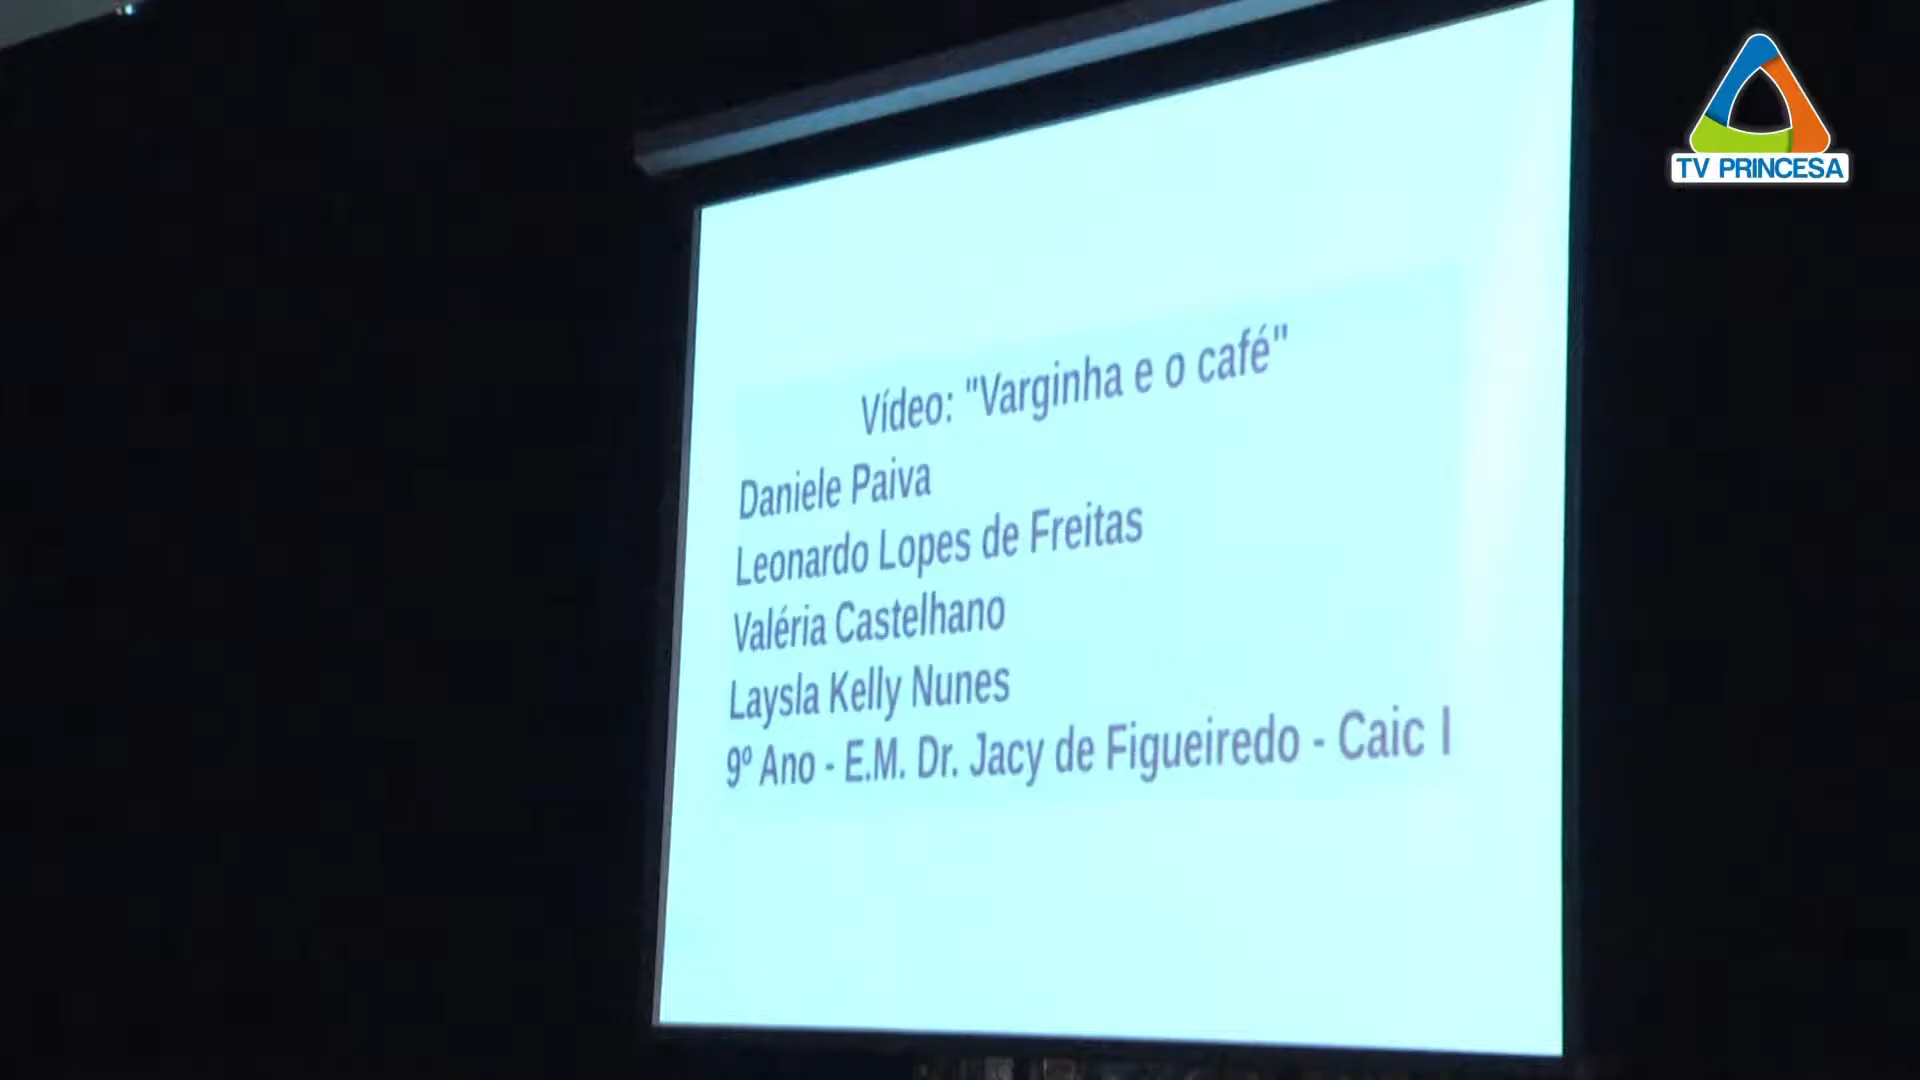 TV PRINCESA
Vídeo: "Varginha e o café"
Daniele Paiva
Leonardo Lopes de Freitas
Valéria Castelhano
Laysla Kelly Nunes
9º Ano - E.M. Dr. Jacy de Figueiredo - Caic I